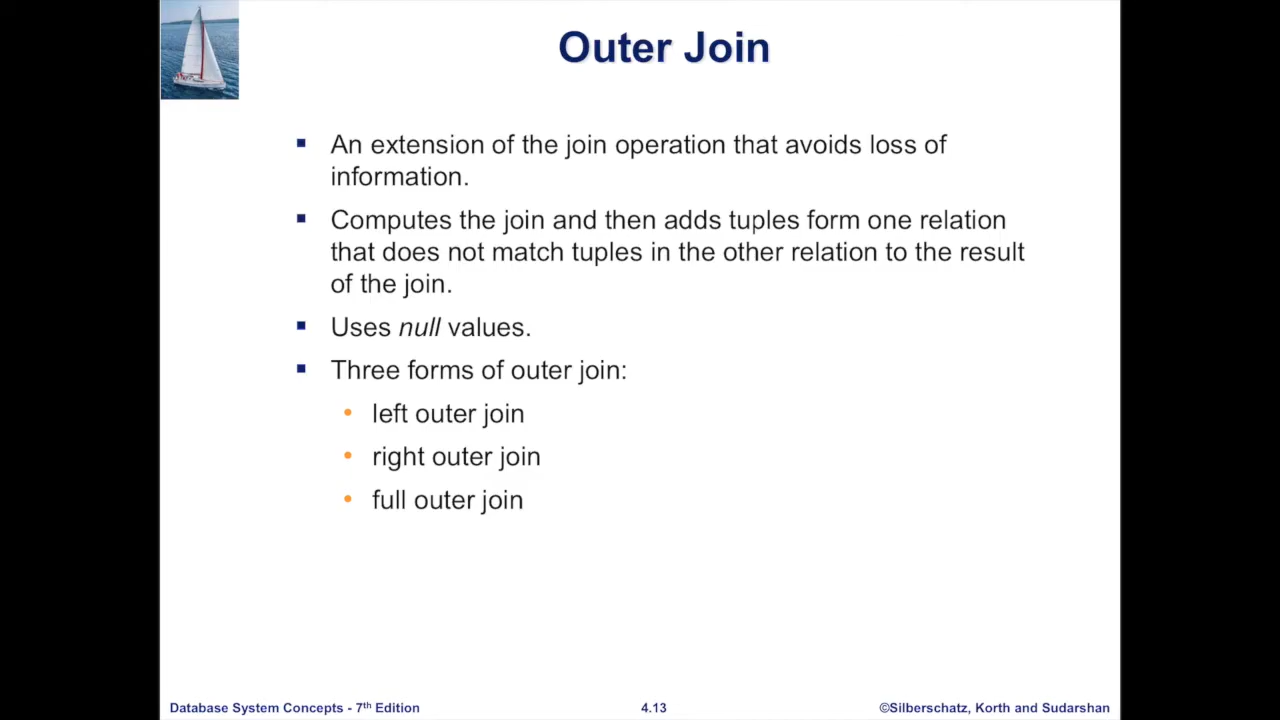 Outer Join
An extension of the join operation that avoids loss of
information.
Computes the join and then adds tuples form one relation
that does not match tuples in the other relation to the result
of the join.
Uses null values.
Three forms of outer join:
left outer join
right outer join
full outer join
Database System Concepts - 7th Edition
4.13
©Silberschatz, Korth and Sudarshan